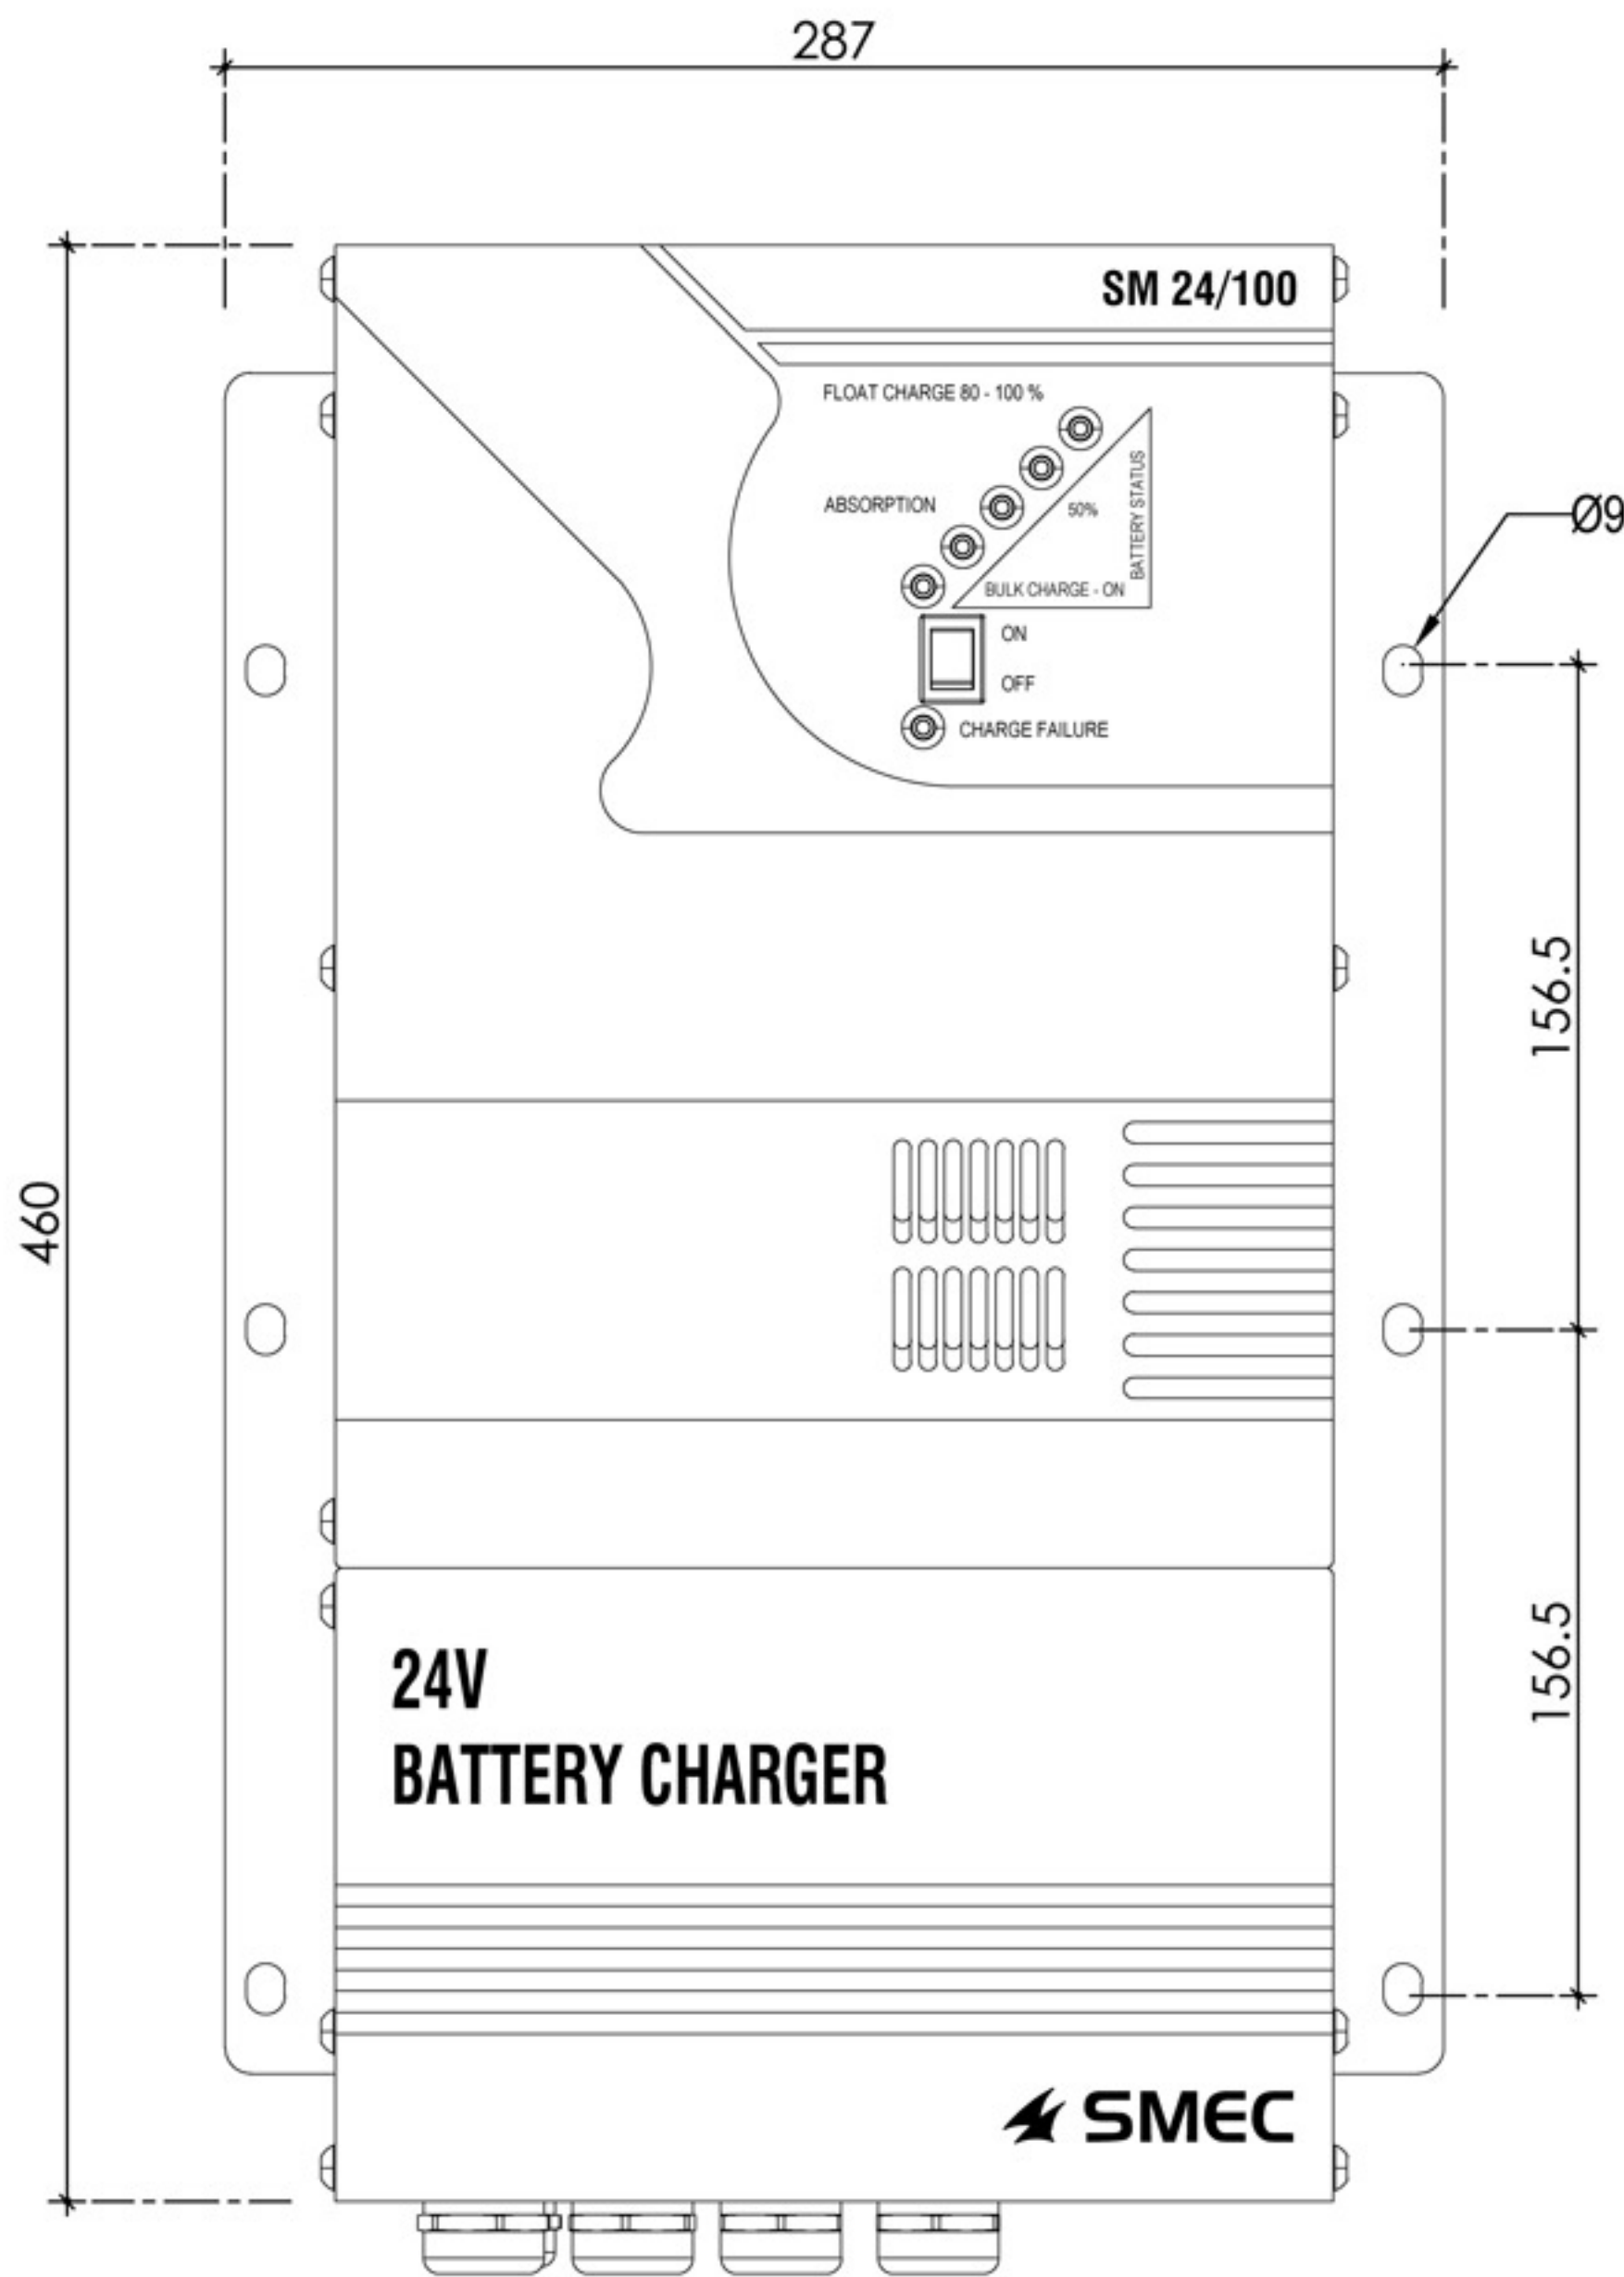 287
SM 24/100
FLOAT CHARGE 80 - 100 %
ABSORPTION
50%
BATTERY STATUS
BULK CHARGE - ON
ON
OFF
CHARGE FAILURE
Ø9
156.5
460
156.5
24V
BATTERY CHARGER
SMEC